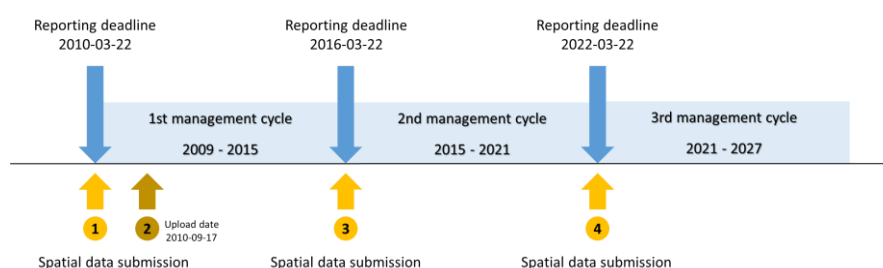 Reporting deadline
2010-03-22
Reporting deadline
2016-03-22
Reporting deadline
2022-03-22
1st management cycle
2009 - 2015
2nd management cycle
2015 - 2021
3rd management cycle
2021 - 2027
1
2
Upload date
2010-09-17
3
4
Spatial data submission
Spatial data submission
Spatial data submission